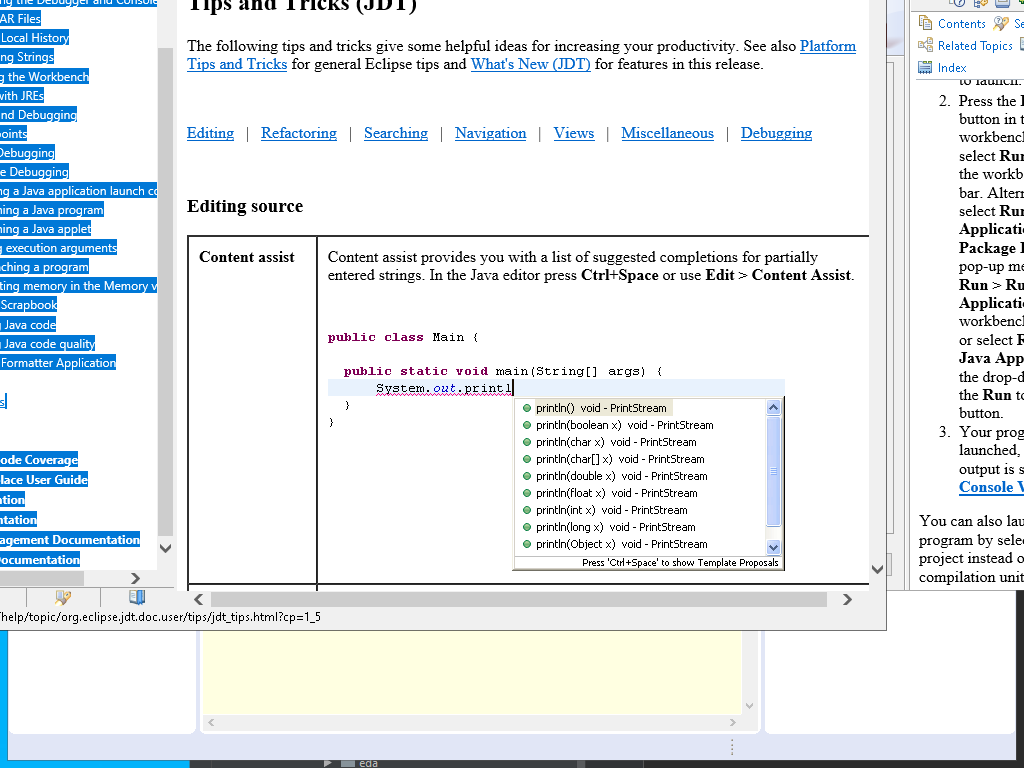 AR Files
Local History
ng Strings
g the Workbench
with JREs
nd Debugging
oints
Debugging
e Debugging
ng a Java application launch co
ning a Java program
ning a Java applet
g execution arguments
ching a program
ting memory in the Memory v
Scrapbook
Java code
Java code quality
Formatter Application
s
ode Coverage
lace User Guide
tion
ntation
agement Documentation
Documentation
Tips and Tricks (JDT)
The following tips and tricks give some helpful ideas for increasing your productivity. See also Platform
Tips and Tricks for general Eclipse tips and What's New (JDT) for features in this release.
Editing | Refactoring | Searching | Navigation | Views | Miscellaneous | Debugging
Editing source
Content assist
Content assist provides you with a list of suggested completions for partially
entered strings. In the Java editor press Ctrl+Space or use Edit > Content Assist.
public class Main {
public static void main(String[] args) {
System.out.printl
}
}
println() void - PrintStream
println(boolean x) void - PrintStream
println(char x) void - PrintStream
println(char[] x) void - PrintStream
println(double x) void - PrintStream
println(float x) void - PrintStream
println(int x) void - PrintStream
println(long x) void - PrintStream
println(Object x) void - PrintStream
Press 'Ctrl+Space' to show Template Proposals
help/topic/org.eclipse.jdt.doc.user/tips/jdt_tips.html?cp=1_5
Contents Se
Related Topics
Index
to launch.
2. Press the
button in t
workbench
select Run
the workb
bar. Altern
select Run
Applicatio
Package
pop-up me
Run > Ru
Applicatio
workbench
or select R
Java App
the drop-d
the Run to
button.
3. Your prog
launched,
output is s
Console V
You can also lau
program by selec
project instead o
compilation unit
eda